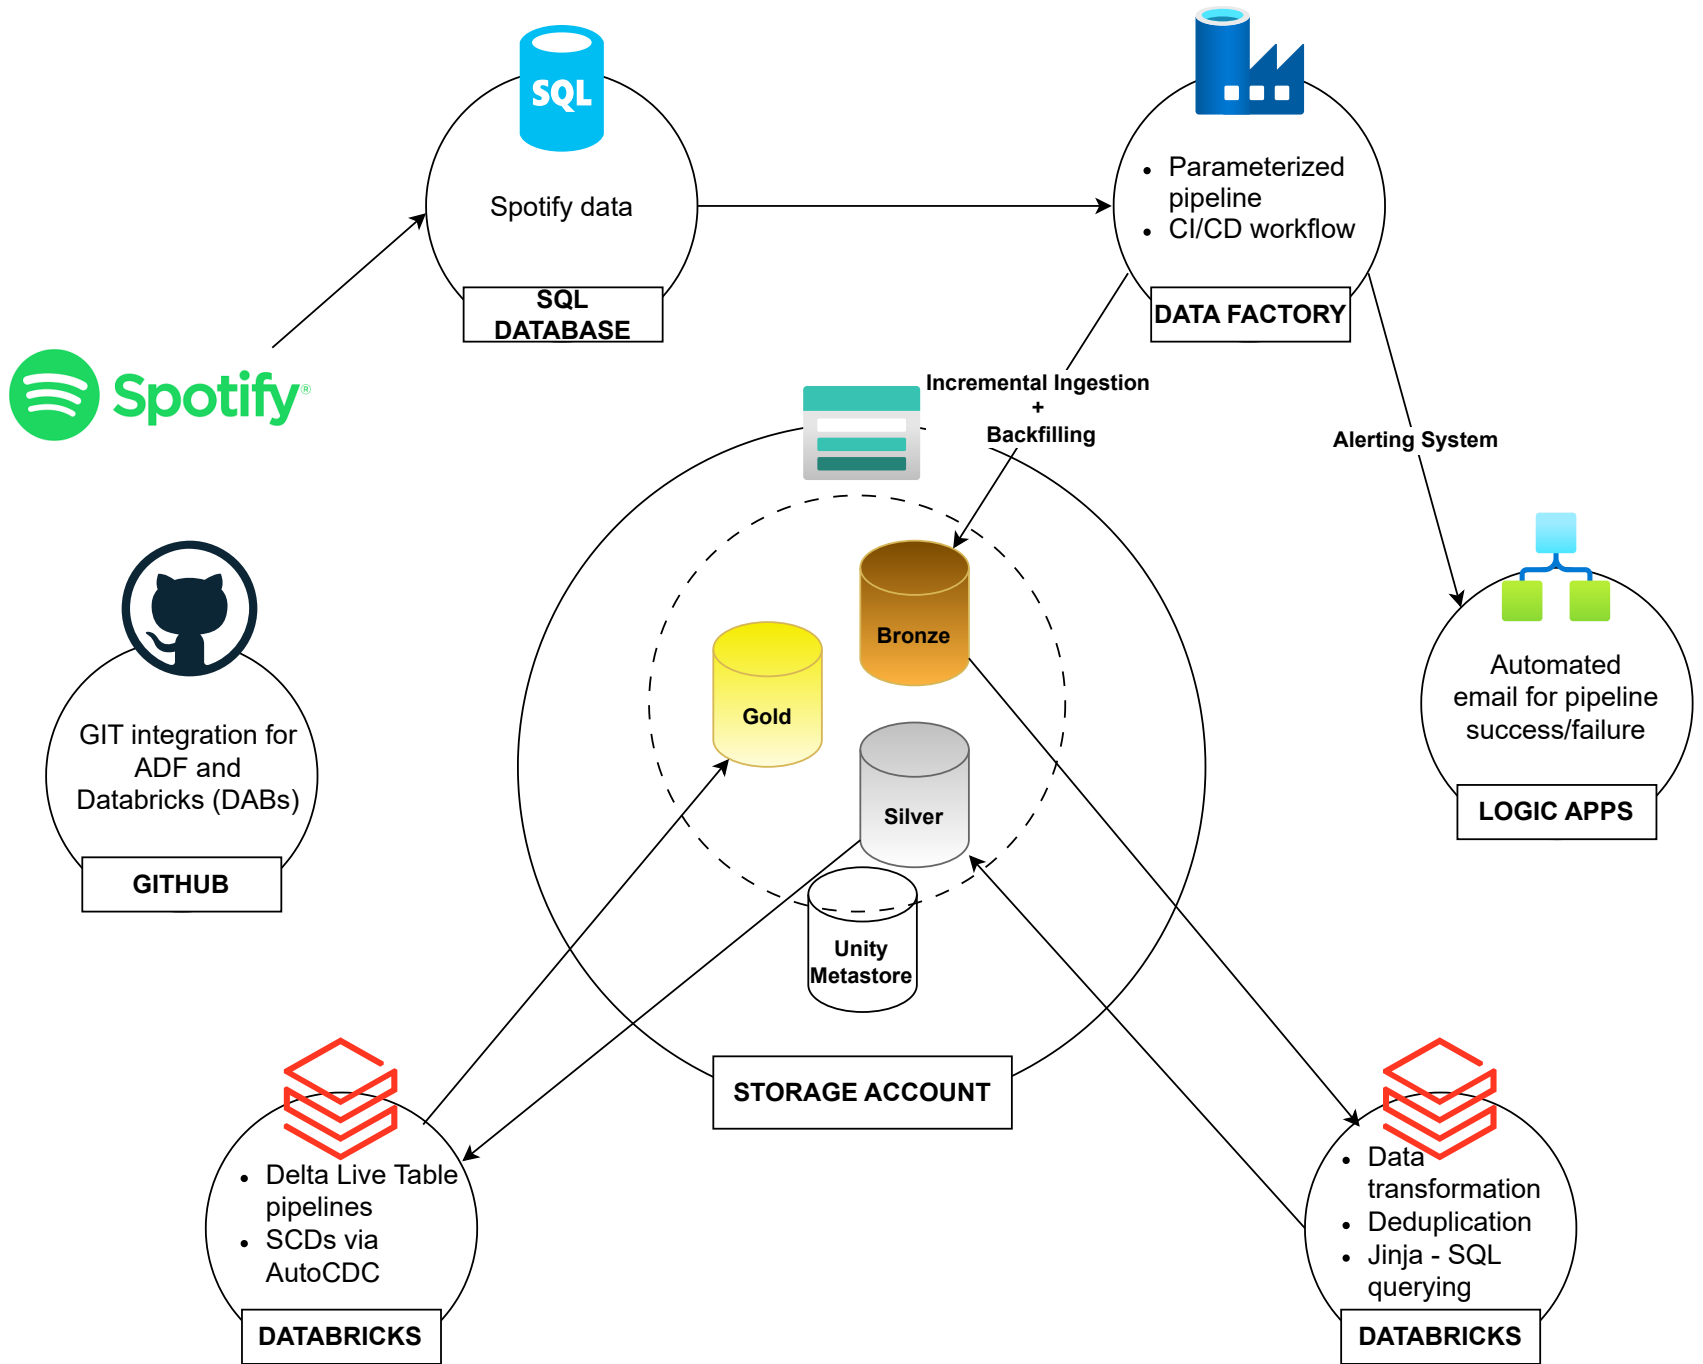 SQL
Spotify data
SQL
DATABASE
Parameterized
pipeline
CI/CD workflow
DATA FACTORY
Spotify®
Incremental Ingestion
+
Backfilling
Alerting System
Bronze
Gold
Silver
Unity
Metastore
STORAGE ACCOUNT
GIT integration for
ADF and
Databricks (DABs)
GITHUB
Automated
email for pipeline
success/failure
LOGIC APPS
Delta Live Table
pipelines
SCDs via
AutoCDC
DATABRICKS
Data
transformation
Deduplication
Jinja - SQL
querying
DATABRICKS